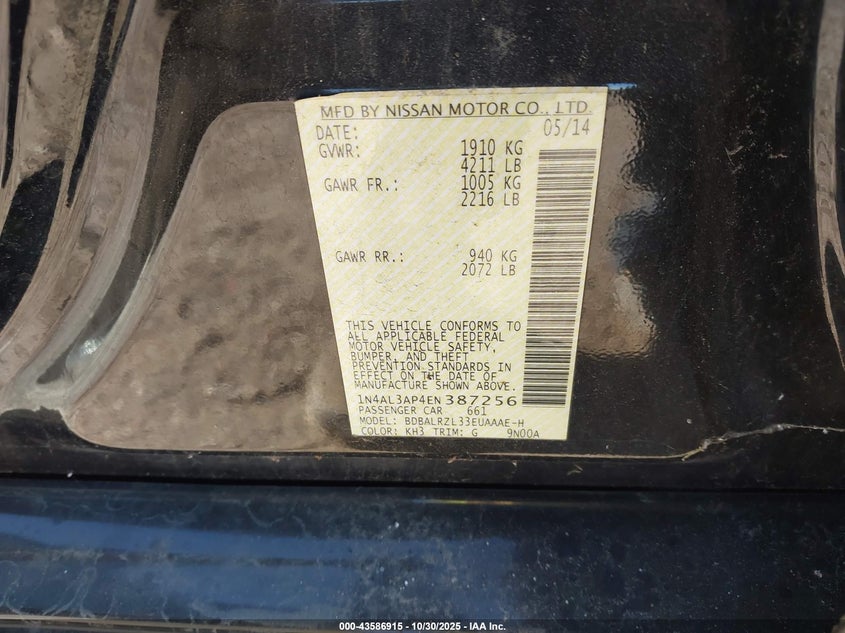 MFD BY NISSAN MOTOR CO., LTD.
DATE: 05/14
GVWR: 1910 KG
4211 LB
GAWR FR.: 1005 KG
2216 LB
GAWR RR.: 940 KG
2072 LB
THIS VEHICLE CONFORMS TO
ALL APPLICABLE FEDERAL
MOTOR VEHICLE SAFETY,
BUMPER, AND THEFT
PREVENTION STANDARDS IN
EFFECT ON THE DATE OF
MANUFACTURE SHOWN ABOVE.
1N4AL3AP4EN387256
PASSENGER CAR 661
MODEL: BDBALRZL33EUAAAE-H
COLOR: KH3 TRIM: G 9N00A
000-43586915 - 10/30/2025 - IAA Inc.